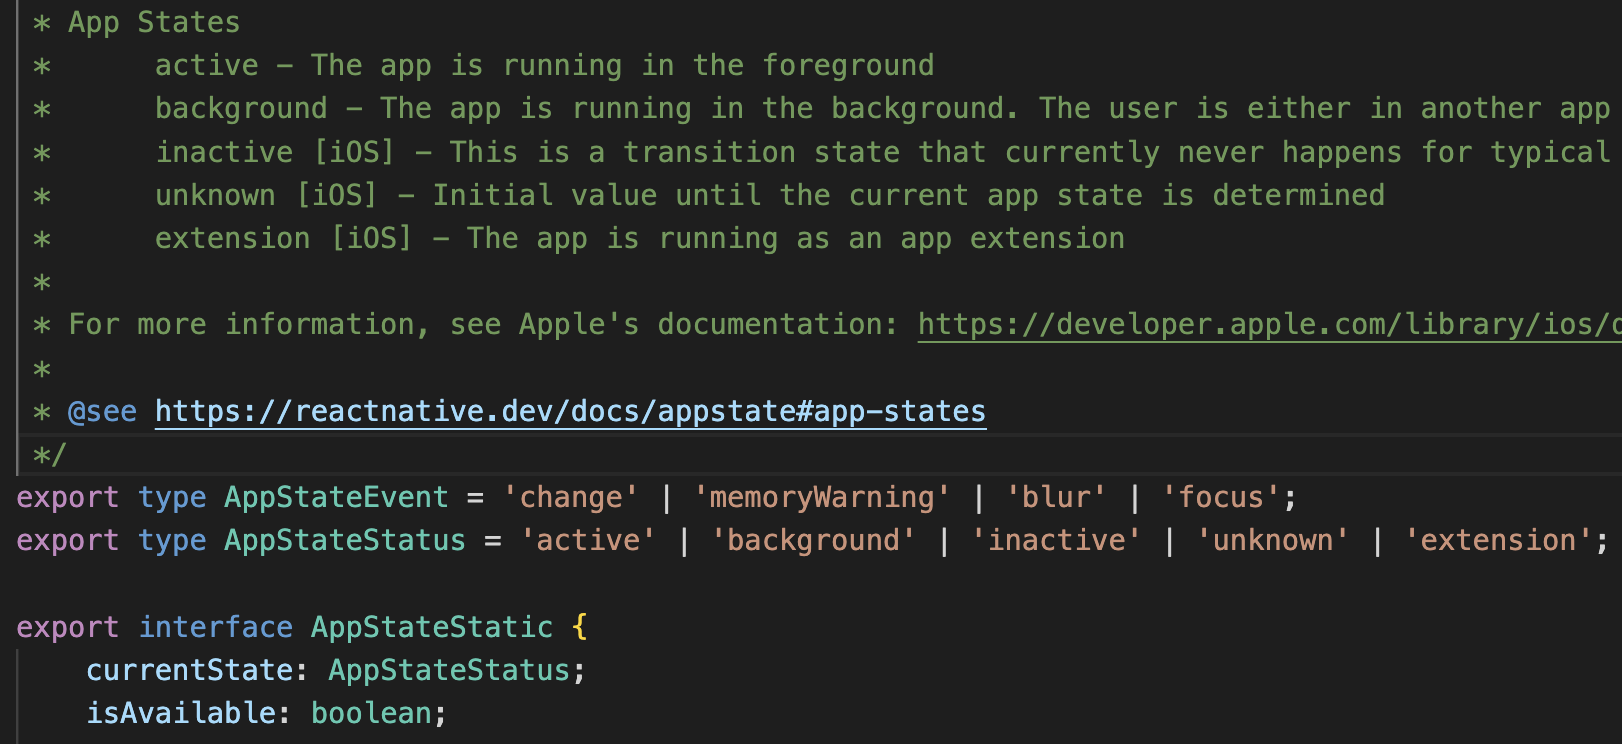 * App States
*      active - The app is running in the foreground
*      background - The app is running in the background. The user is either in another app
*      inactive [iOS] - This is a transition state that currently never happens for typical
*      unknown [iOS] - Initial value until the current app state is determined
*      extension [iOS] - The app is running as an app extension
*
* For more information, see Apple's documentation: https://developer.apple.com/library/ios/
*
* @see https://reactnative.dev/docs/appstate#app-states
*/
export type AppStateEvent = 'change' | 'memoryWarning' | 'blur' | 'focus';
export type AppStateStatus = 'active' | 'background' | 'inactive' | 'unknown' | 'extension';
export interface AppStateStatic {
    currentState: AppStateStatus;
    isAvailable: boolean;